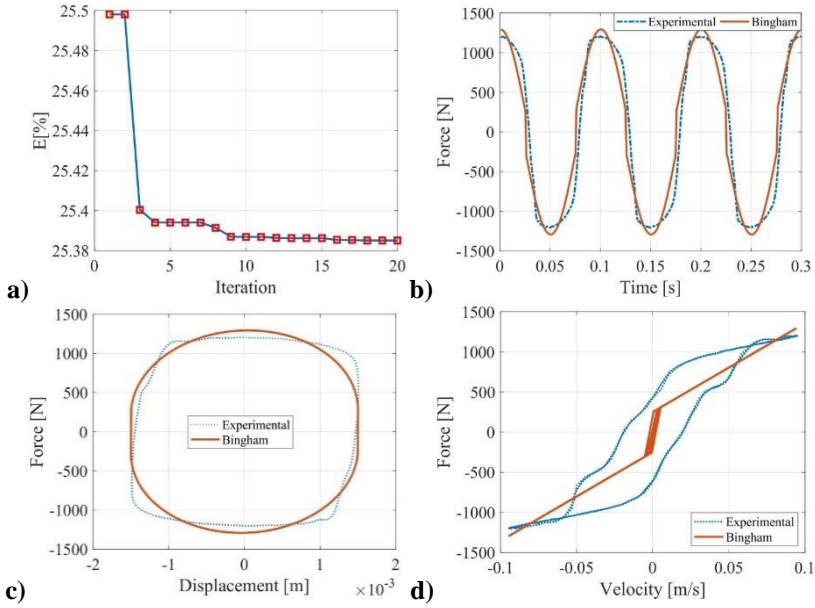 25.5
25.48
25.46
25.44
25.42
25.4
25.38
E[%]
0 5 10 15 20
Iteration
a)
1500
1000
500
0
-500
-1000
-1500
Force [N]
Experimental Bingham
0 0.05 0.1 0.15 0.2 0.25 0.3
Time [s]
b)
1500
1000
500
0
-500
-1000
-1500
Force [N]
Experimental
Bingham
-2 -1 0 1 2
Displacement [m] ×10⁻³
c)
1500
1000
500
0
-500
-1000
-1500
Force [N]
Experimental
Bingham
-0.1 -0.05 0 0.05 0.1
Velocity [m/s]
d)